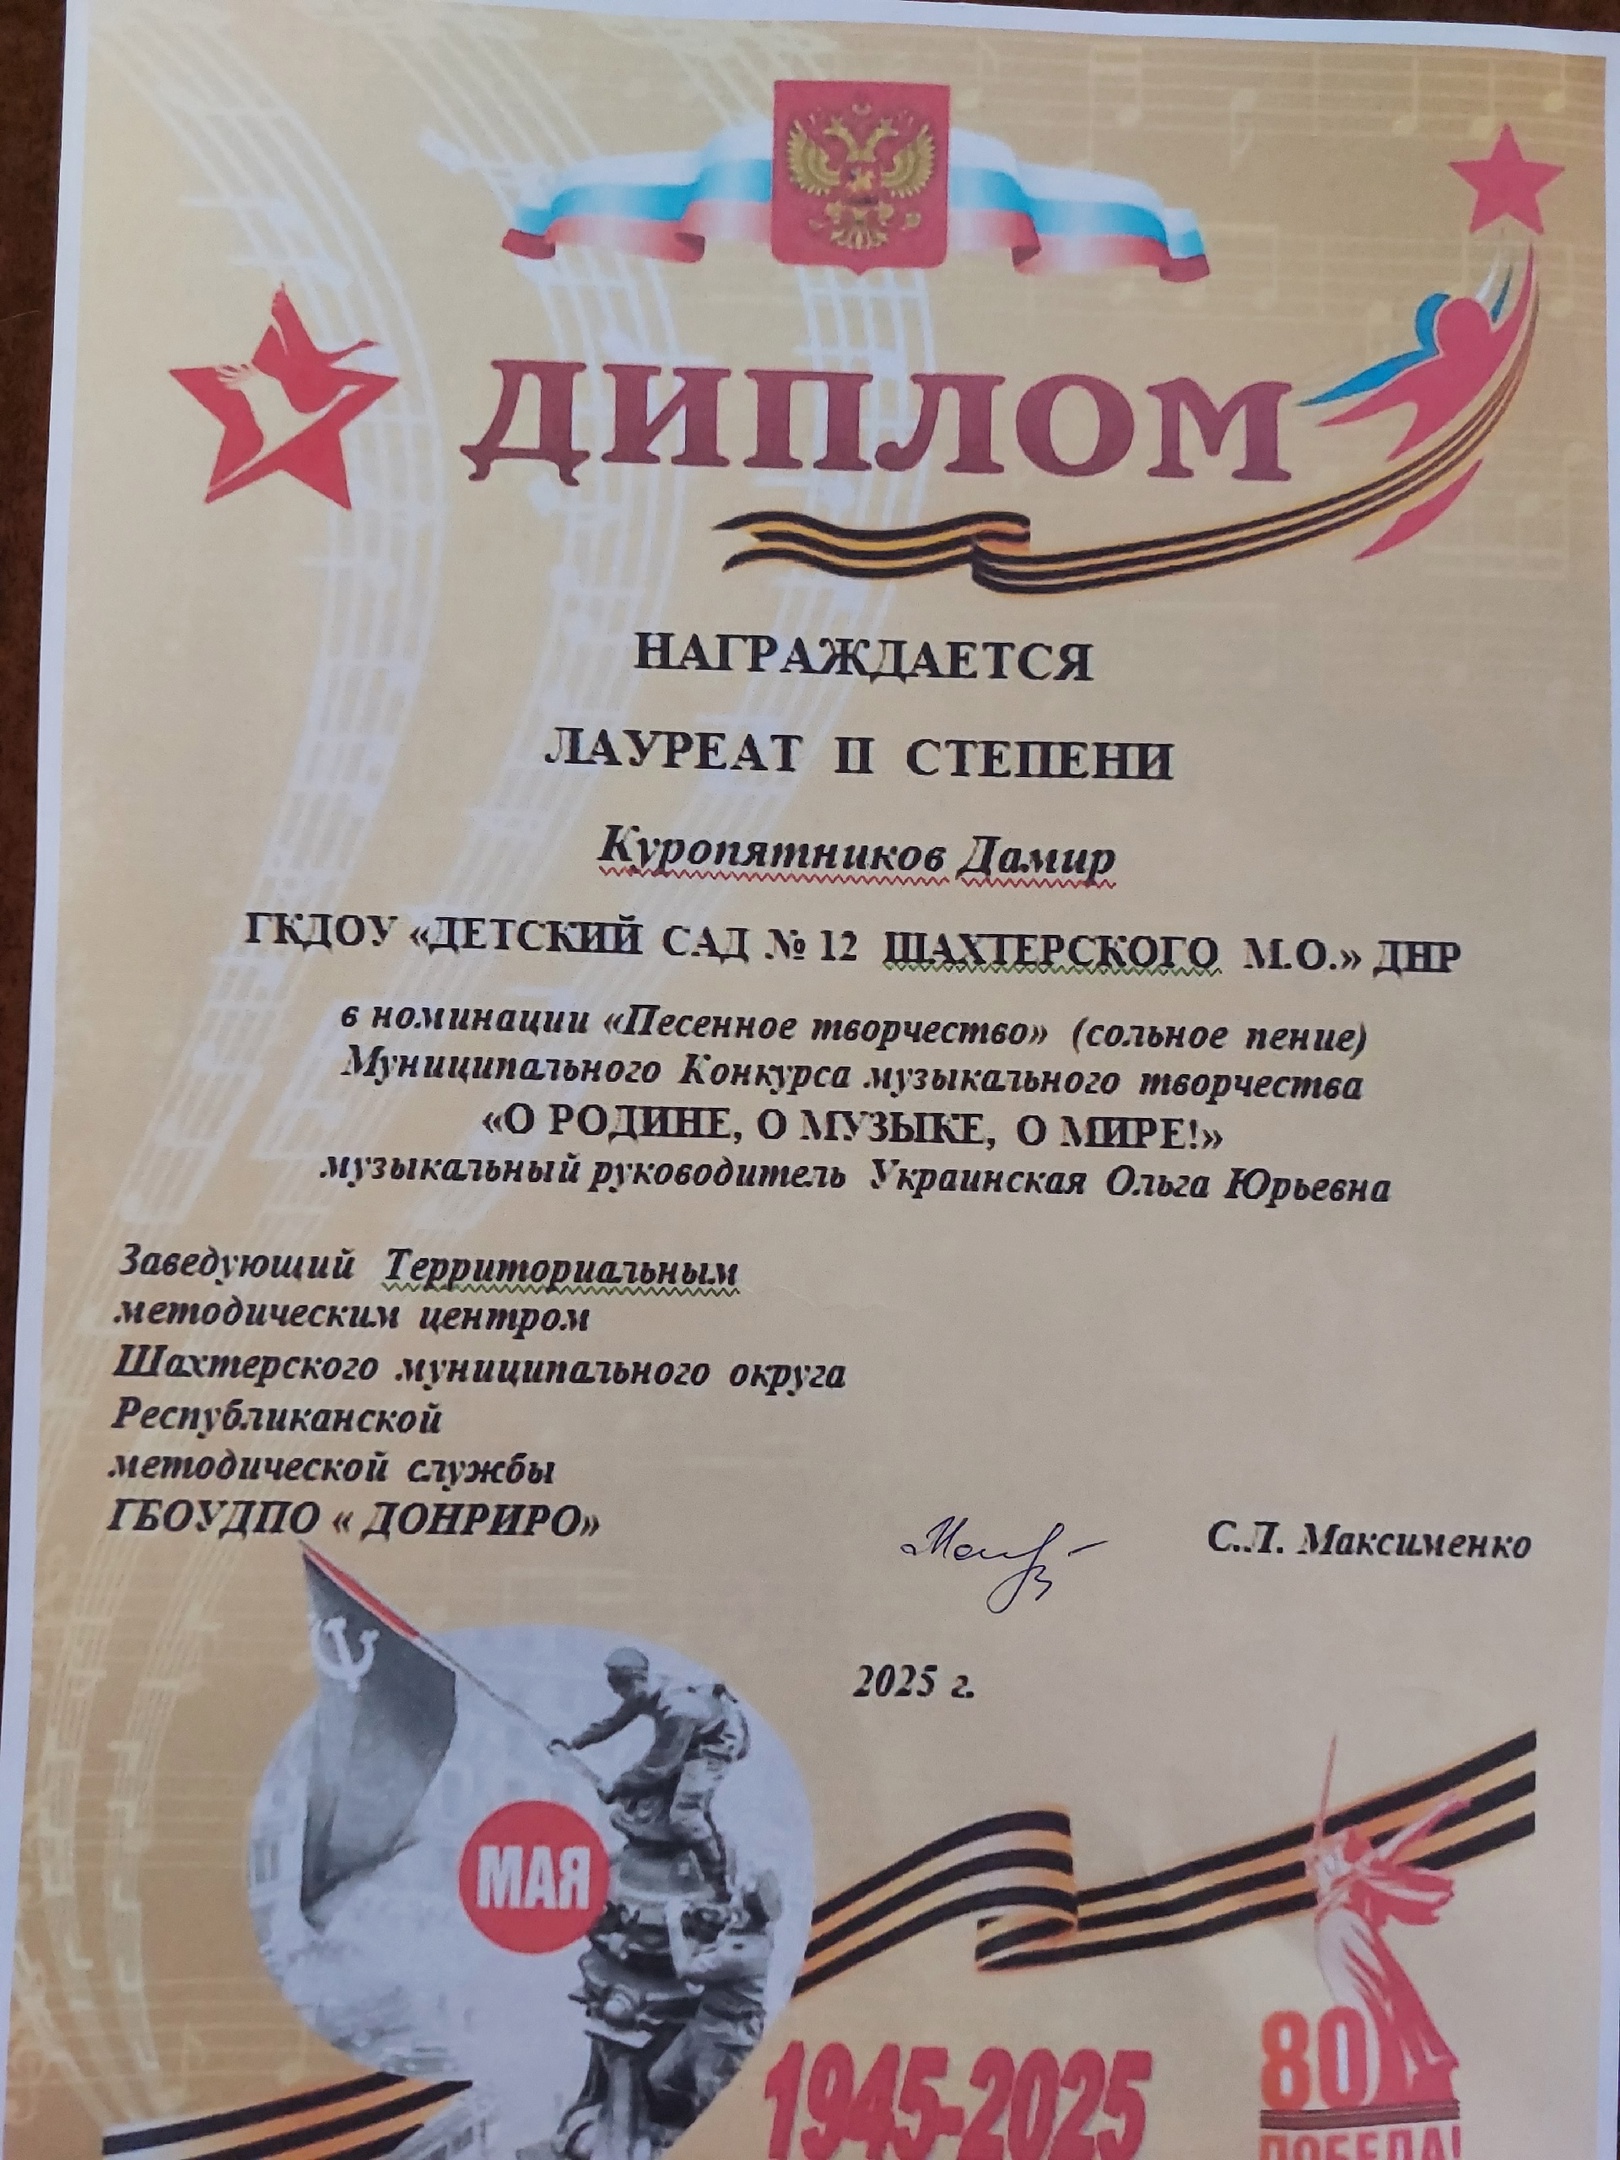 ДИПЛОМ
НАГРАЖДАЕТСЯ
ЛАУРЕАТ II СТЕПЕНИ
Куропятников Дамир
ГКДОУ «ДЕТСКИЙ САД № 12 ШАХТЕРСКОГО М.О.» ДНР
в номинации «Песенное творчество» (сольное пение)
Муниципального Конкурса музыкального творчества
«О РОДИНЕ, О МУЗЫКЕ, О МИРЕ!»
музыкальный руководитель Украинская Ольга Юрьевна
Заведующий Территориальным
методическим центром
Шахтерского муниципального округа
Республиканской
методической службы
ГБОУДПО « ДОНРИРО»
С.Л. Максименко
2025 г.
МАЯ
1945-2025
80
ПОБЕДА!